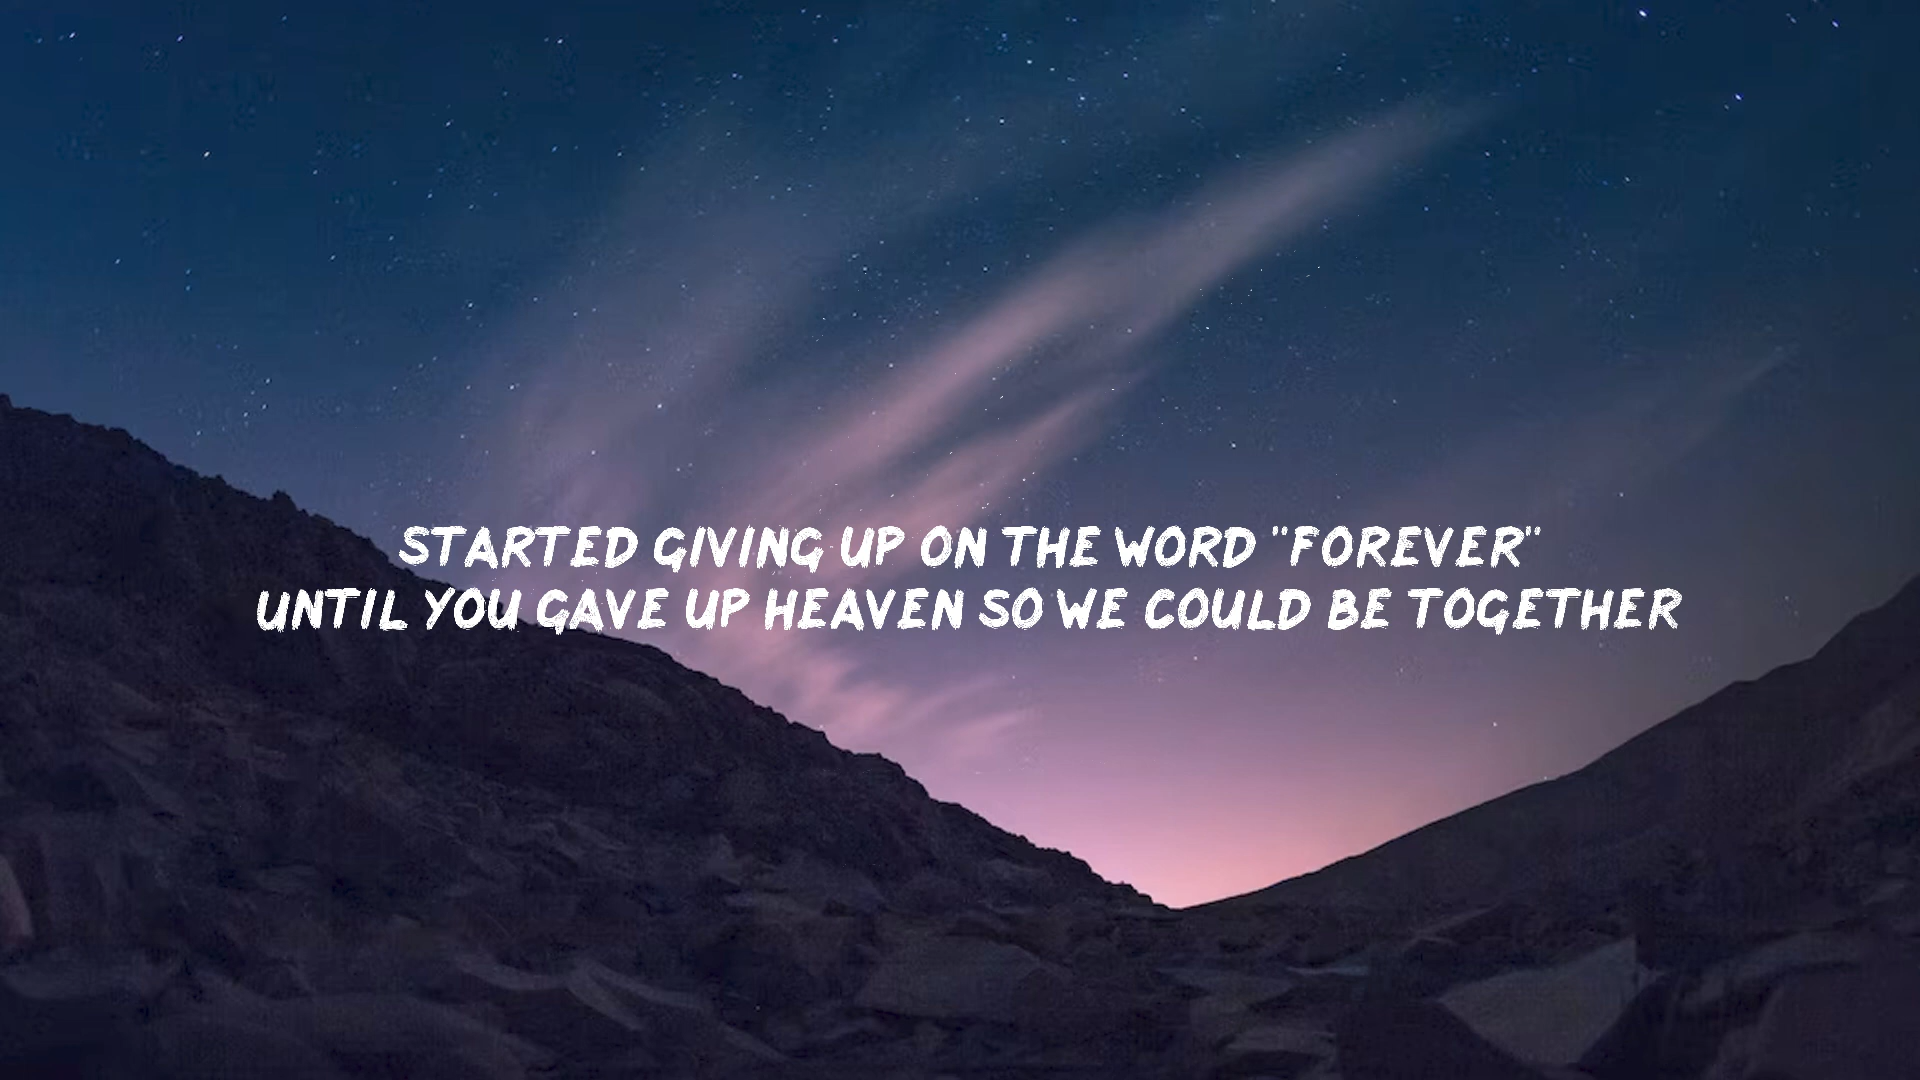 STARTED GIVING UP ON THE WORD "FOREVER"
UNTIL YOU GAVE UP HEAVEN SO WE COULD BE TOGETHER